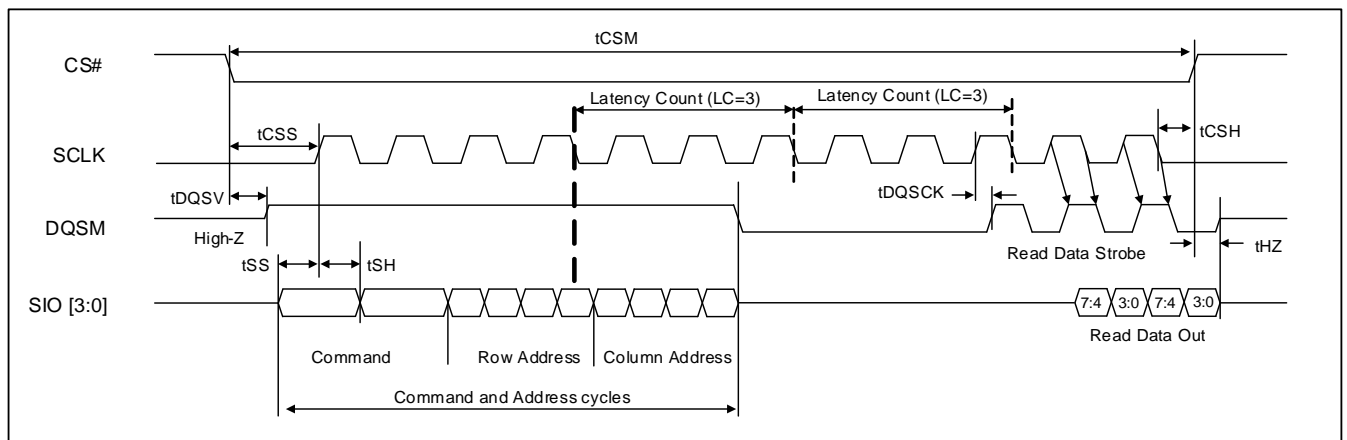 tCSM
CS#
Latency Count (LC=3)
Latency Count (LC=3)
tCSS
tCSH
SCLK
tDQSV
tDQSCK
DQSM
High-Z
Read Data Strobe
tHZ
tSS
tSH
SIO [3:0]
7:4 3:0 7:4 3:0
Read Data Out
Command Row Address Column Address
Command and Address cycles